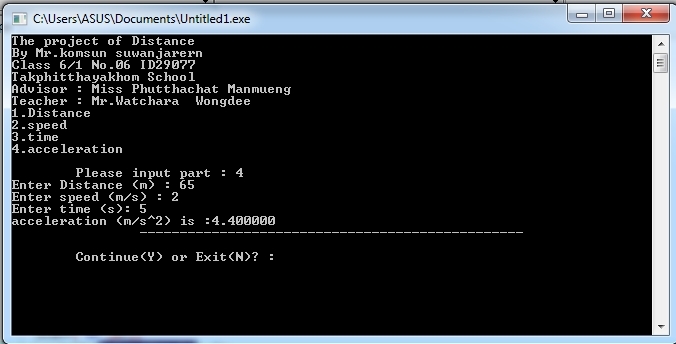 C:\Users\ASUS\Documents\Untitled1.exe
The project of Distance
By Mr.komsun suwanjarern
Class 6/1 No.06 ID29077
Takphitthayakhom School
Advisor : Miss Phutthachat Manmueng
Teacher : Mr.Watchara  Wongdee
1.Distance
2.speed
3.time
4.acceleration
Please input part : 4
Enter Distance (m) : 65
Enter speed (m/s) : 2
Enter time (s): 5
acceleration (m/s^2) is :4.400000
------------------------------------------------
Continue(Y) or Exit(N)? :